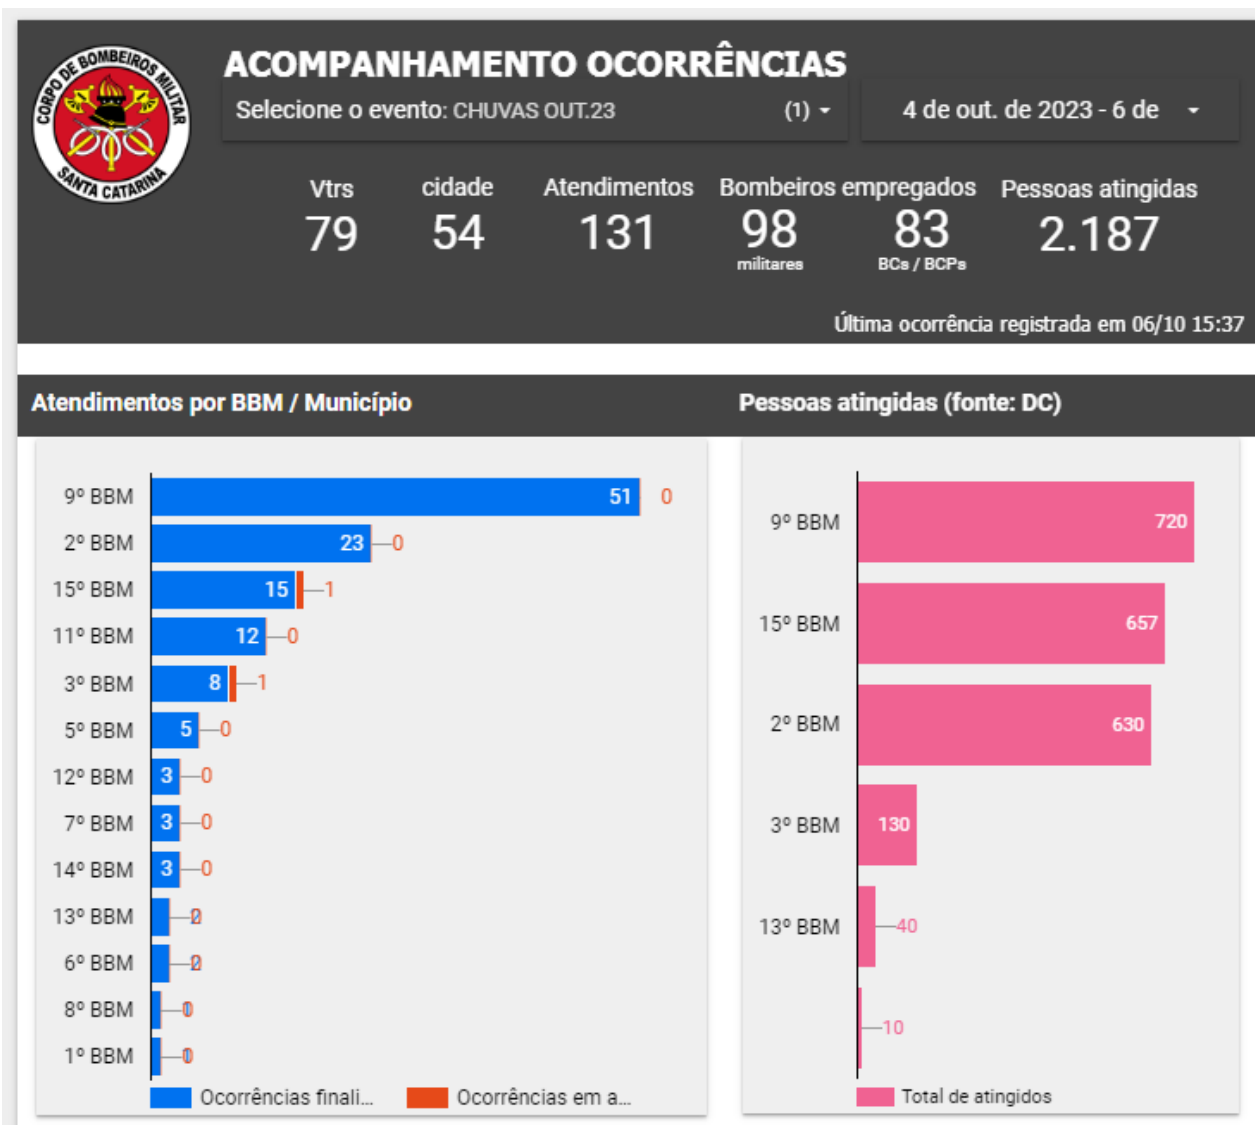 CORPO DE BOMBEIROS MILITAR
SANTA CATARINA
ACOMPANHAMENTO OCORRÊNCIAS
Selecione o evento: CHUVAS OUT.23 (1)
4 de out. de 2023 - 6 de
Vtrs cidade Atendimentos Bombeiros empregados Pessoas atingidas
79 54 131 98 83 2.187
militares BCs / BCPs
Última ocorrência registrada em 06/10 15:37
Atendimentos por BBM / Município
9º BBM 51 0
2º BBM 23 0
15º BBM 15 1
11º BBM 12 0
3º BBM 8 1
5º BBM 5 0
12º BBM 3 0
7º BBM 3 0
14º BBM 3 0
13º BBM
6º BBM
8º BBM
1º BBM
Ocorrências finali... Ocorrências em a...
Pessoas atingidas (fonte: DC)
9º BBM 720
15º BBM 657
2º BBM 630
3º BBM 130
13º BBM 40
10
Total de atingidos